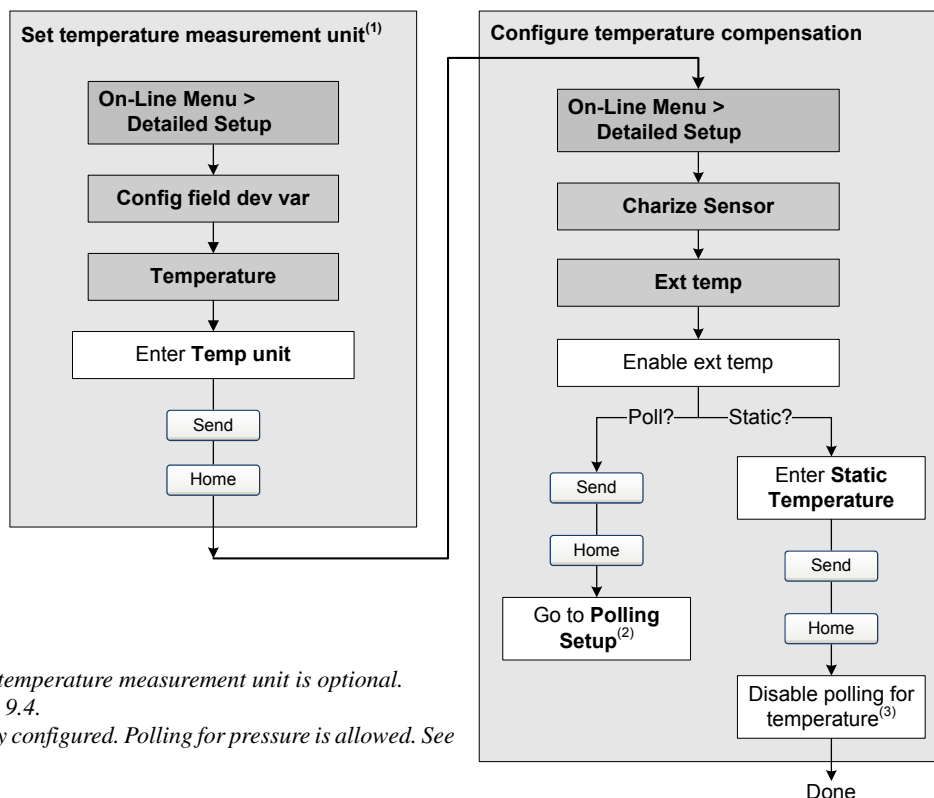 Set temperature measurement unit(1)
On-Line Menu >
Detailed Setup
Config field dev var
Temperature
Enter Temp unit
Send
Home
Configure temperature compensation
On-Line Menu >
Detailed Setup
Charize Sensor
Ext temp
Enable ext temp
Poll?
Static?
Send
Home
Go to Polling
Setup(2)
Enter Static
Temperature
Send
Home
Disable polling for
temperature(3)
Done
temperature measurement unit is optional.
9.4.
y configured. Polling for pressure is allowed. See